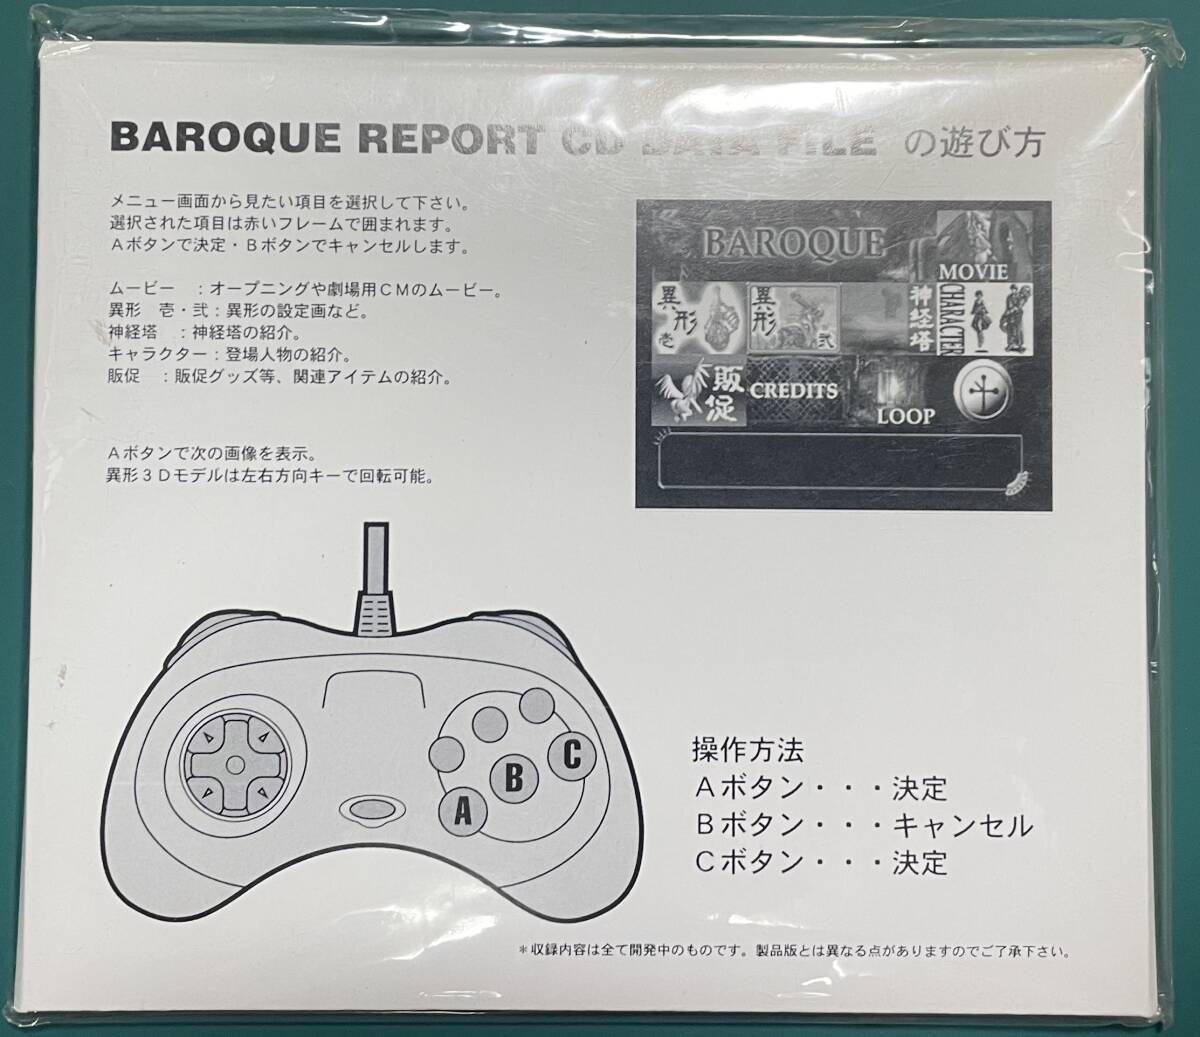 BAROQUE REPORT CD DATA FILE の遊び方
メニュー画面から見たい項目を選択して下さい。
選択された項目は赤いフレームで囲まれます。
Aボタンで決定・Bボタンでキャンセルします。
ムービー ：オープニングや劇場用CMのムービー。
異形 壱・弐：異形の設定画など。
神経塔 ：神経塔の紹介。
キャラクター：登場人物の紹介。
販促 ：販促グッズ等、関連アイテムの紹介。
Aボタンで次の画像を表示。
異形3Dモデルは左右方向キーで回転可能。
BAROQUE
MOVIE
異形 壱
異形 弐
神経塔
CHARACTER
販促
CREDITS
LOOP
A
B
C
操作方法
Aボタン・・・決定
Bボタン・・・キャンセル
Cボタン・・・決定
＊収録内容は全て開発中のものです。製品版とは異なる点がありますのでご了承下さい。